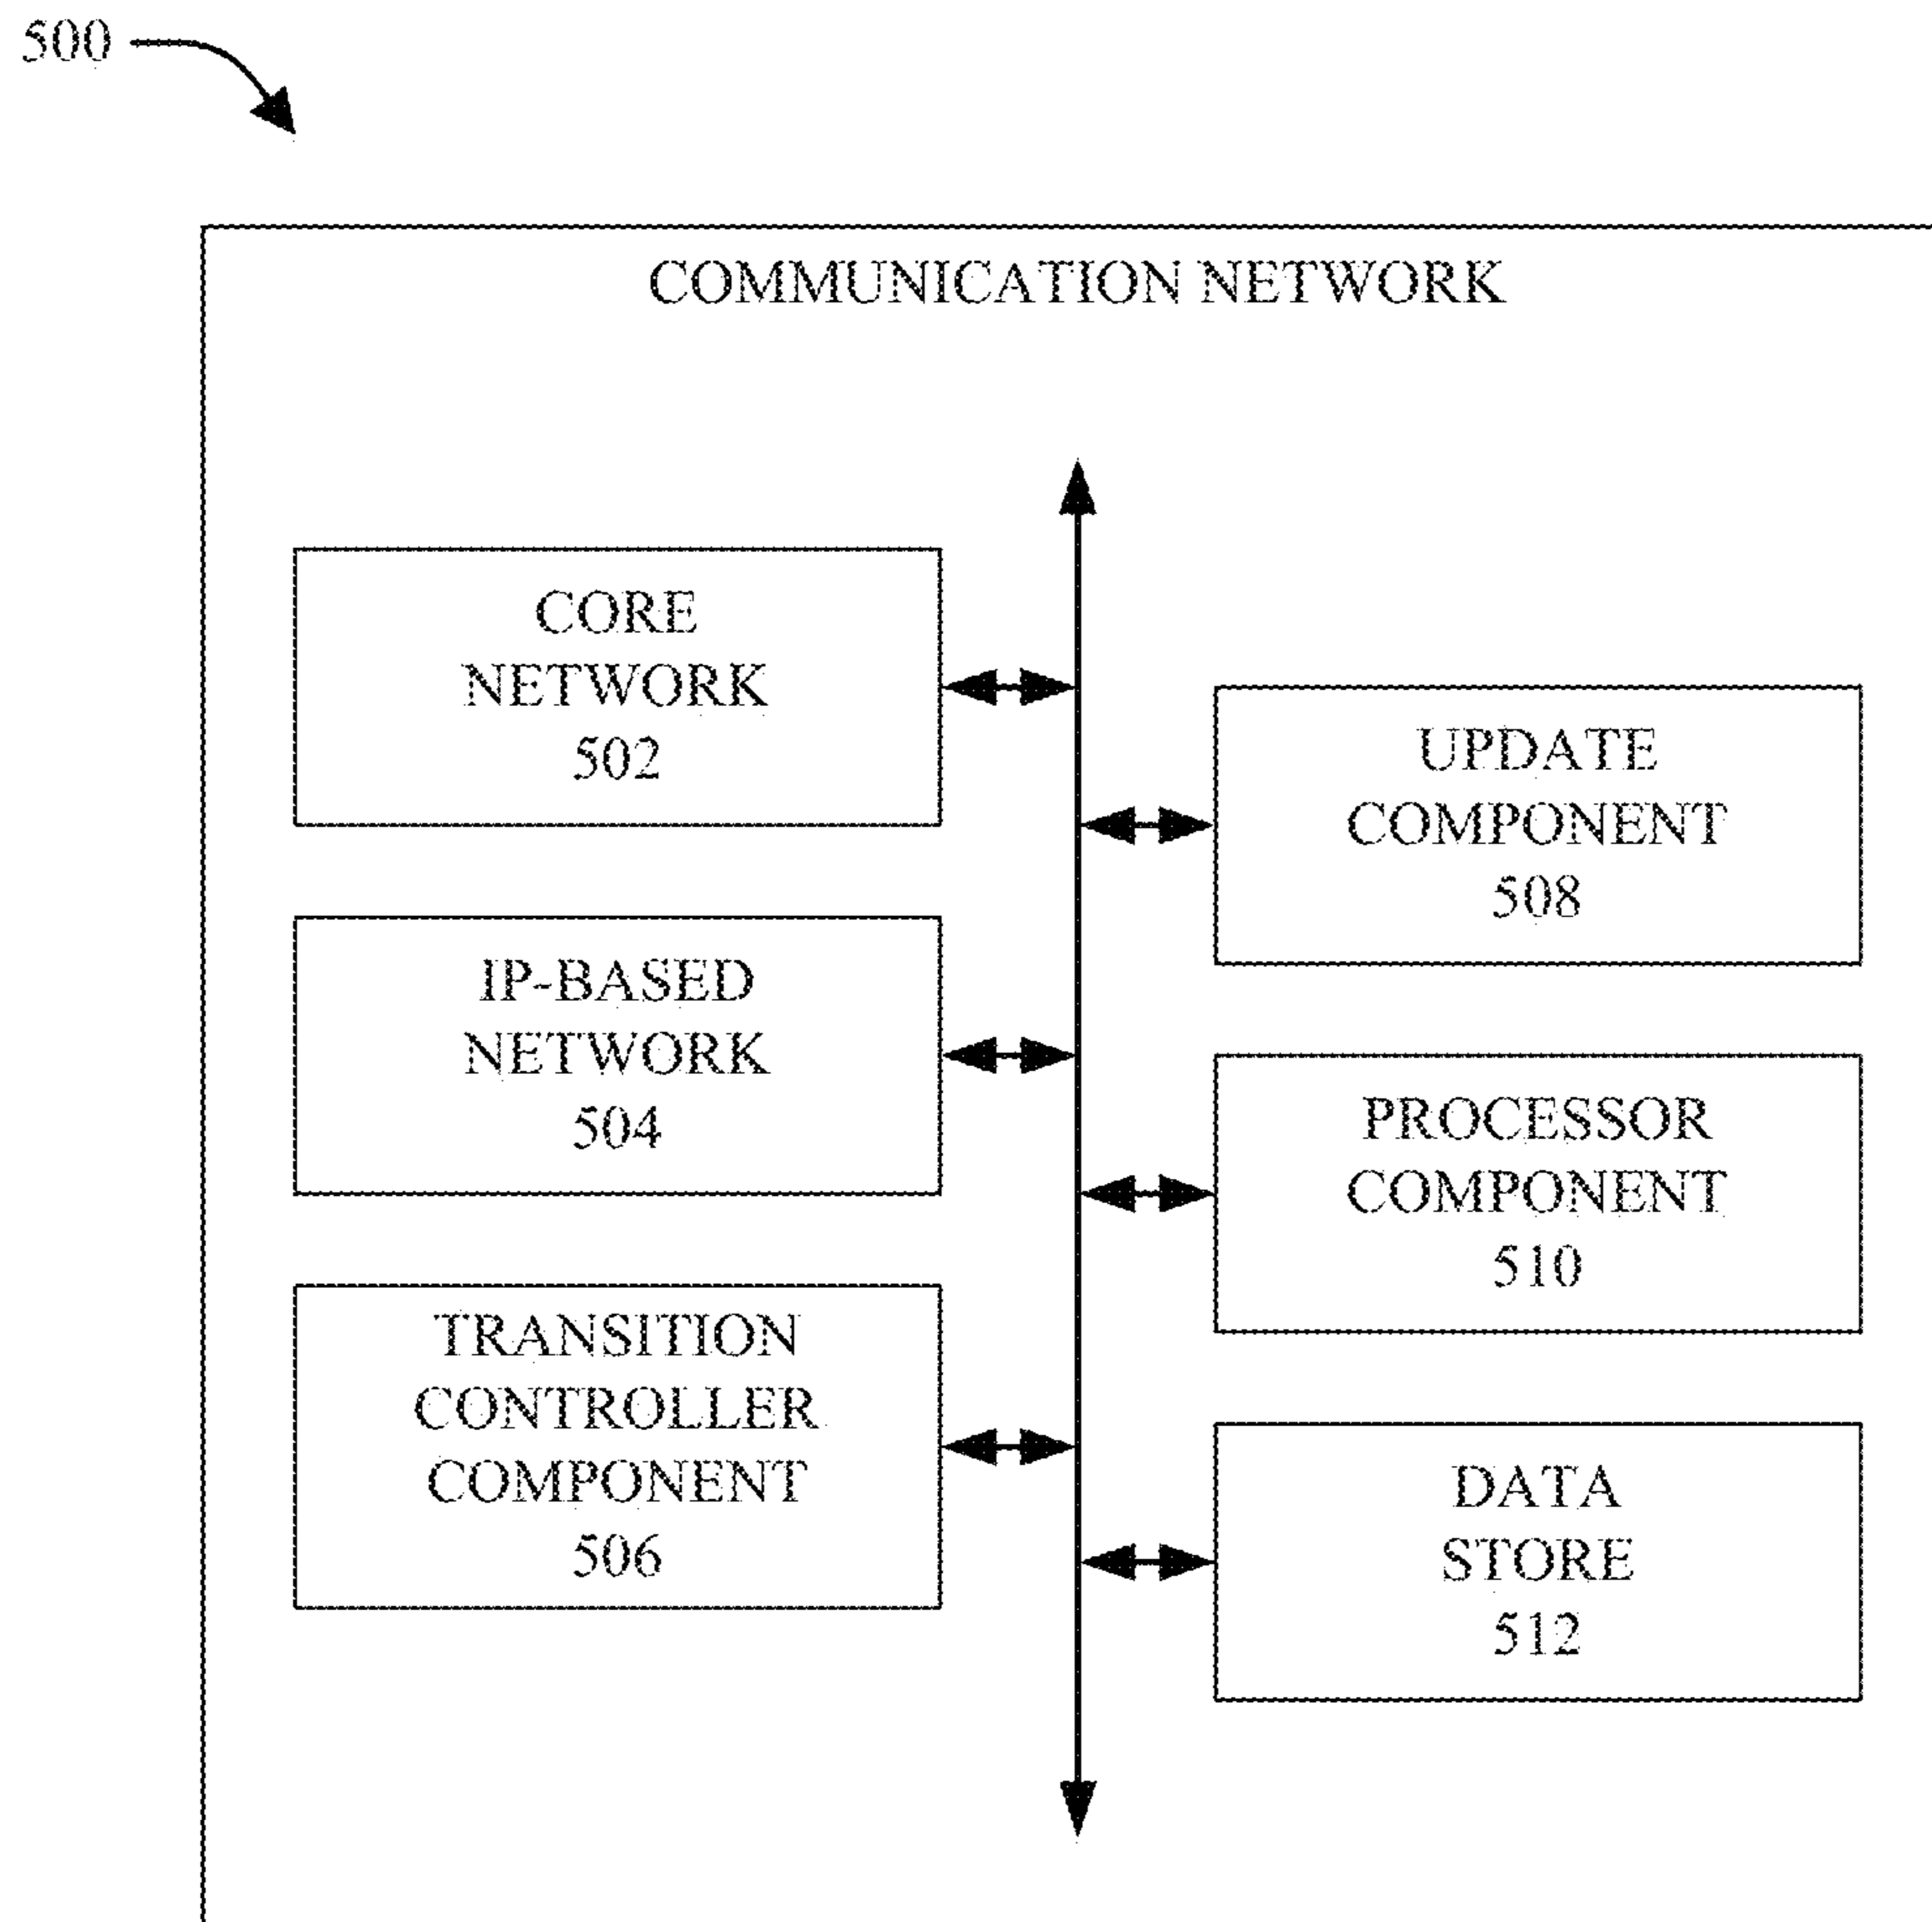 500
COMMUNICATION NETWORK
CORE
NETWORK
502
UPDATE
COMPONENT
508
IP-BASED
NETWORK
504
PROCESSOR
COMPONENT
510
TRANSITION
CONTROLLER
COMPONENT
506
DATA
STORE
512